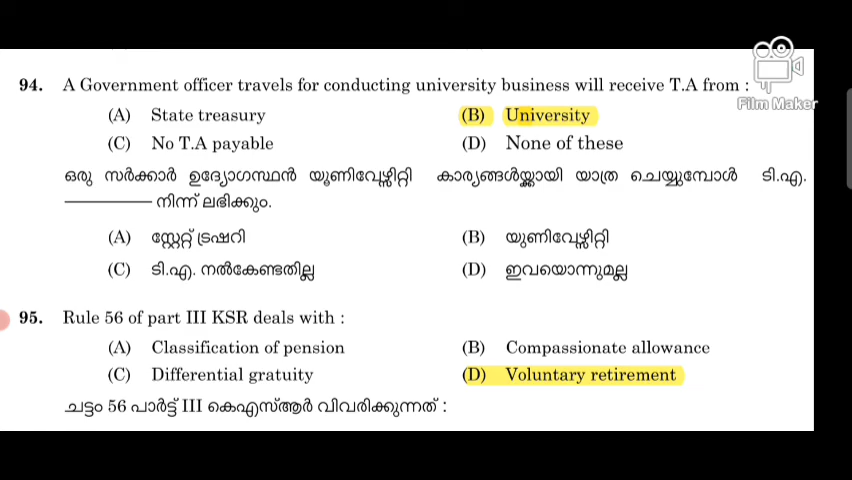 94. A Government officer travels for conducting university business will receive T.A from :
(A) State treasury (B) University
(C) No T.A payable (D) None of these
ഒരു സർക്കാർ ഉദ്യോഗസ്ഥൻ യൂണിവേഴ്സിറ്റി കാര്യങ്ങൾയ്ക്കായി യാത്ര ചെയ്യുമ്പോൾ ടി.എ.
———— നിന്ന് ലഭിക്കും.
(A) സ്റ്റേറ്റ് ട്രഷറി (B) യുണിവേഴ്സിറ്റി
(C) ടി.എ. നൽകേണ്ടതില്ല (D) ഇവയൊന്നുമല്ല
95. Rule 56 of part III KSR deals with :
(A) Classification of pension (B) Compassionate allowance
(C) Differential gratuity (D) Voluntary retirement
ചട്ടം 56 പാർട്ട് III കെഎസ്ആർ വിവരിക്കുന്നത് :
Film Maker